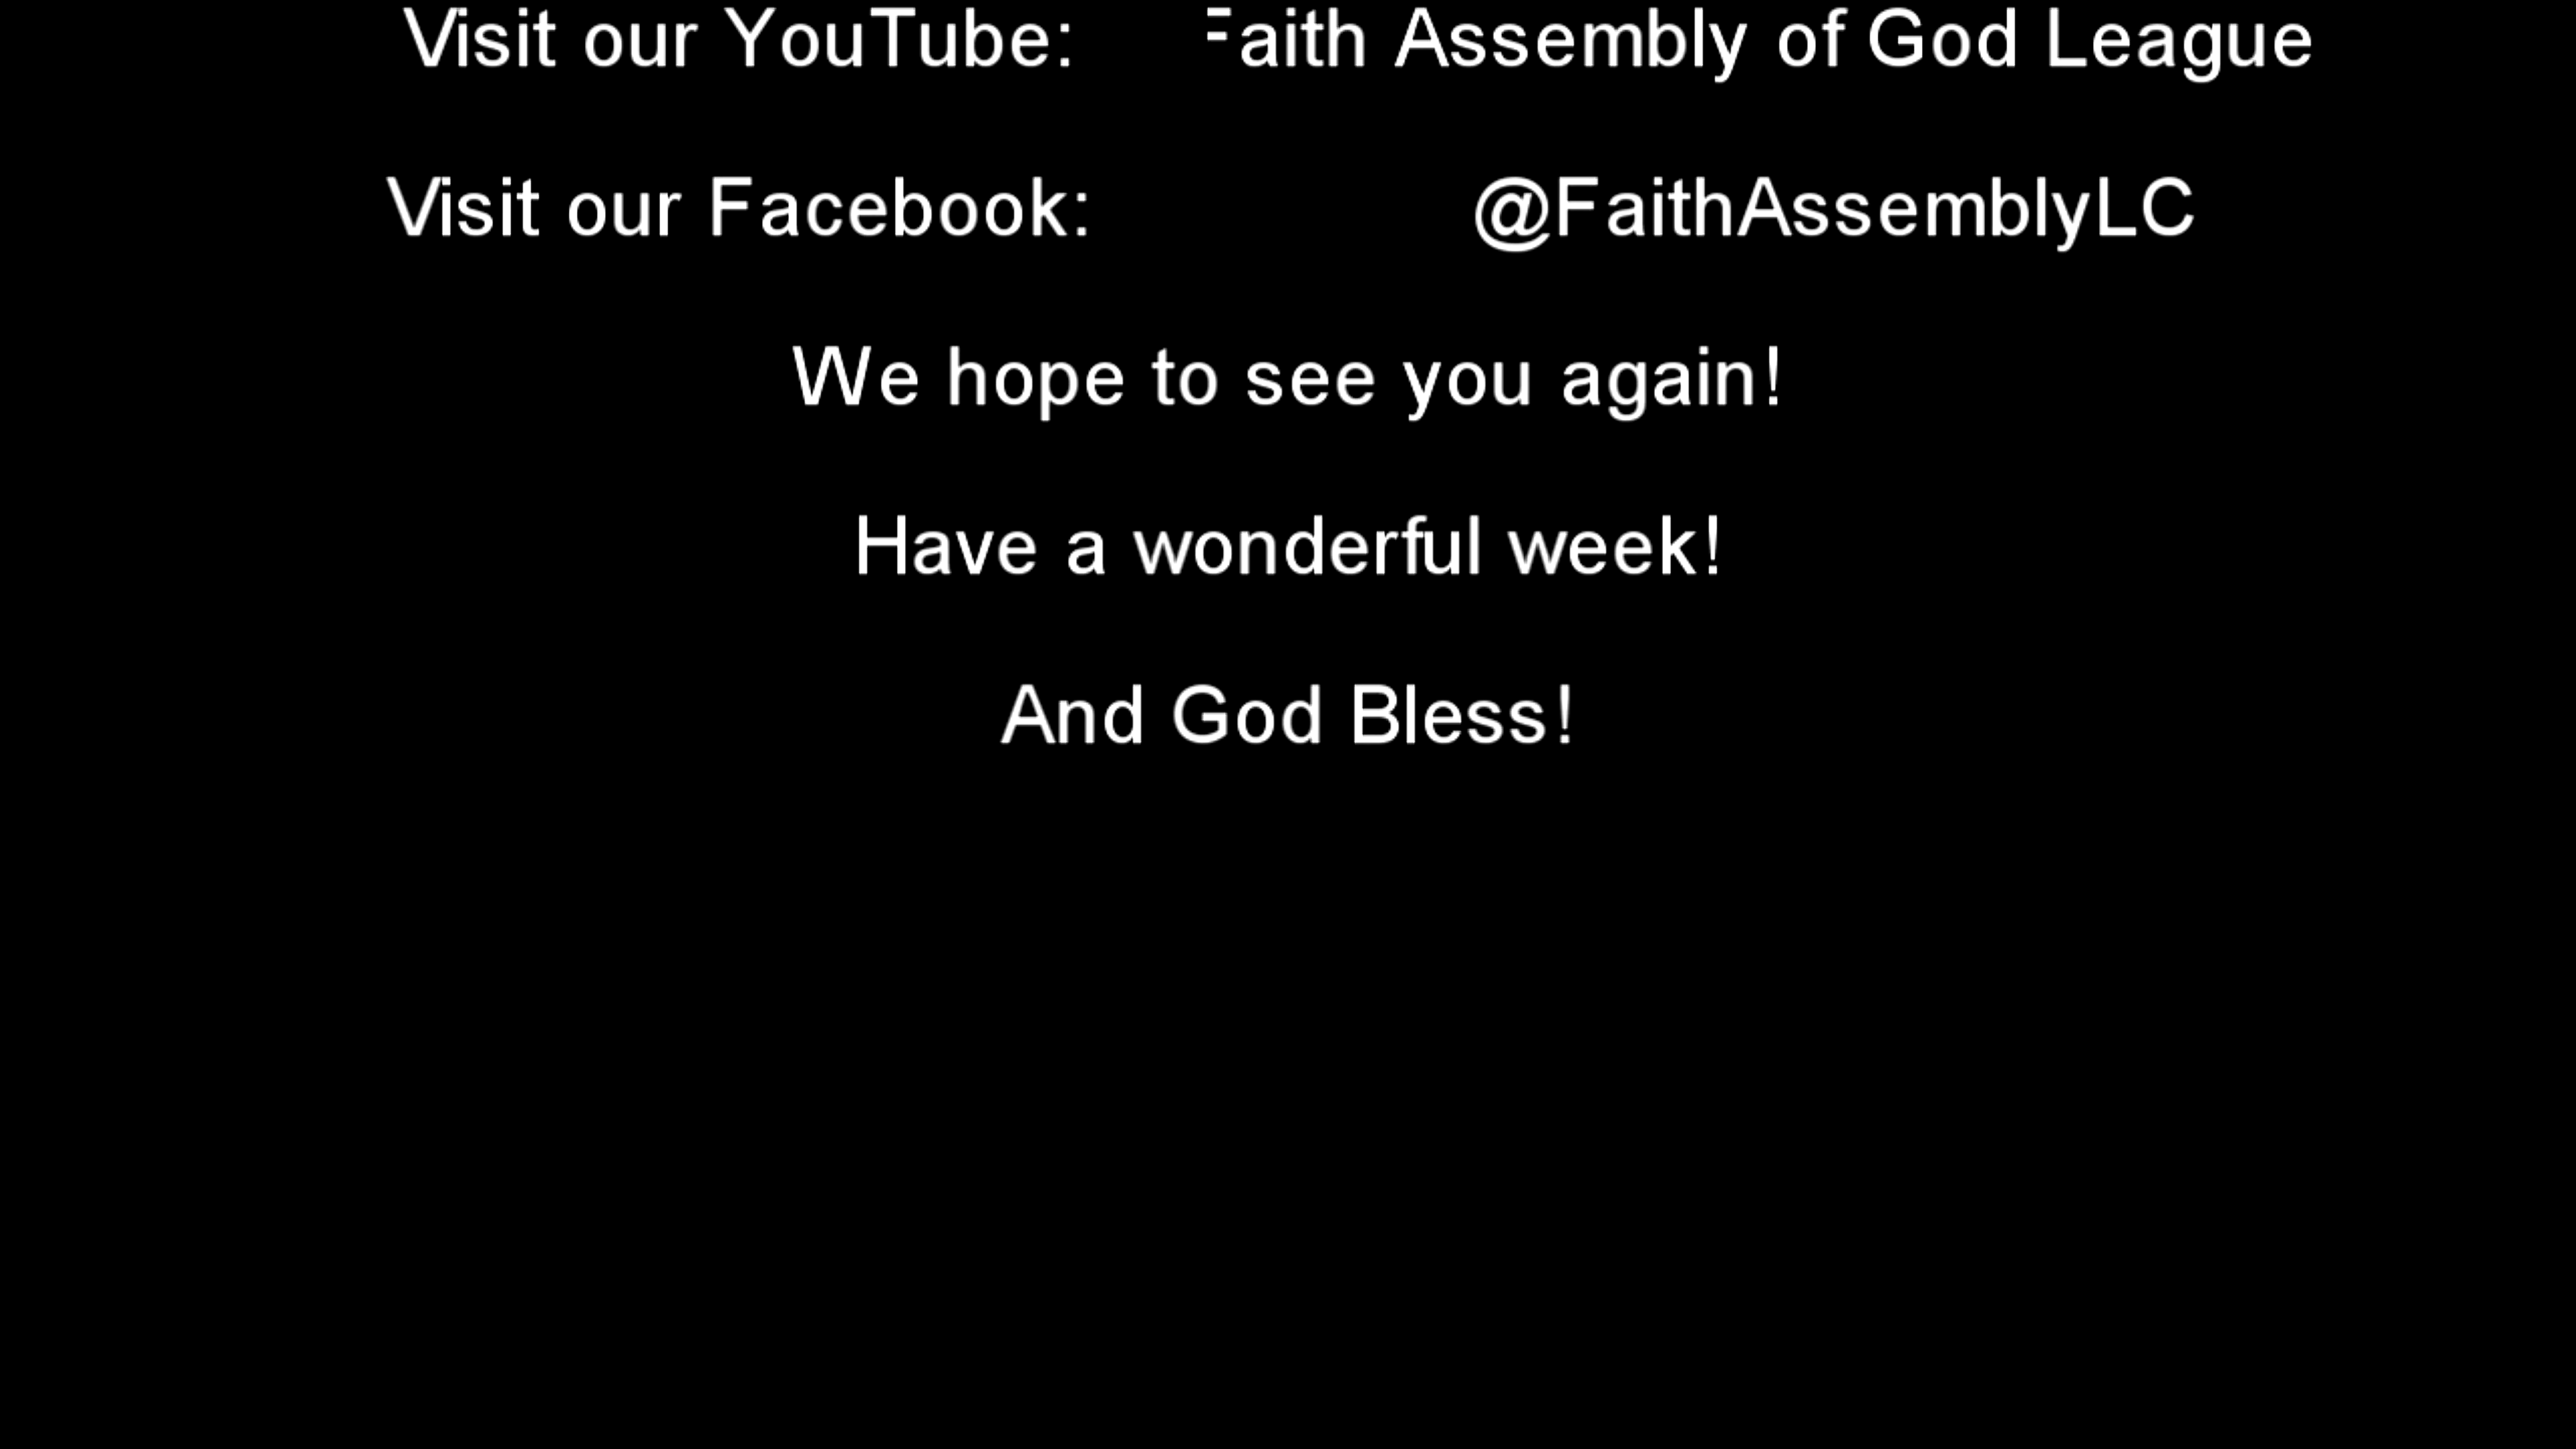 Visit our YouTube: Faith Assembly of God League
Visit our Facebook: @FaithAssemblyLC
We hope to see you again!
Have a wonderful week!
And God Bless!